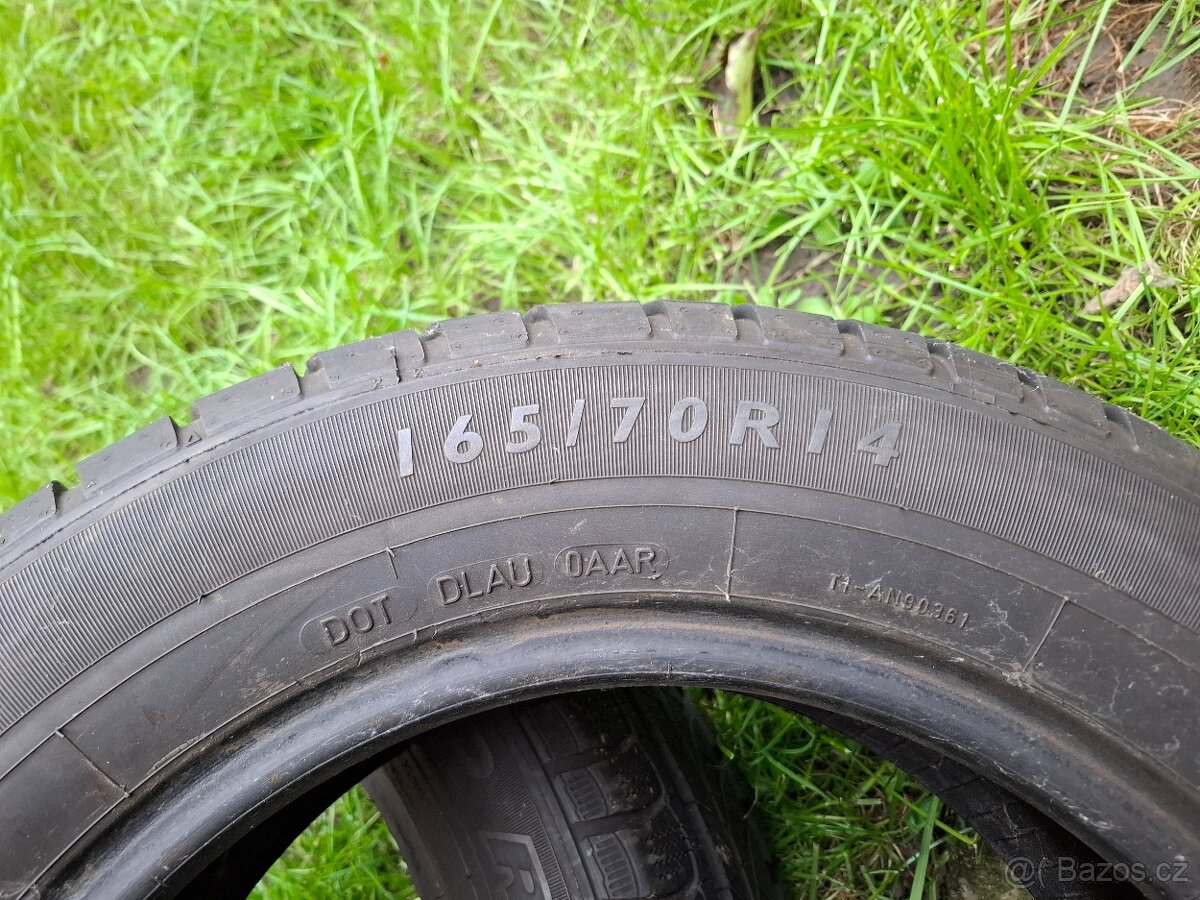 165/70R14
DOT DLAU 0AAR T1-AN90361
Bazos.cz